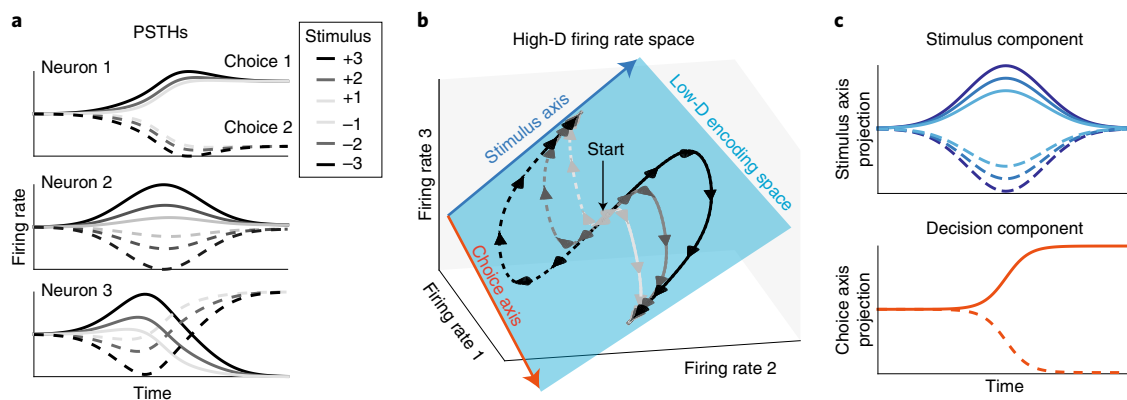 a
PSTHs
Neuron 1
Choice 1
Choice 2
Neuron 2
Firing rate
Neuron 3
Time
Stimulus
+3
+2
+1
–1
–2
–3
b
High-D firing rate space
Firing rate 3
Stimulus axis
Low-D encoding space
Start
Choice axis
Firing rate 1
Firing rate 2
c
Stimulus component
Stimulus axis
projection
Decision component
Choice axis
projection
Time